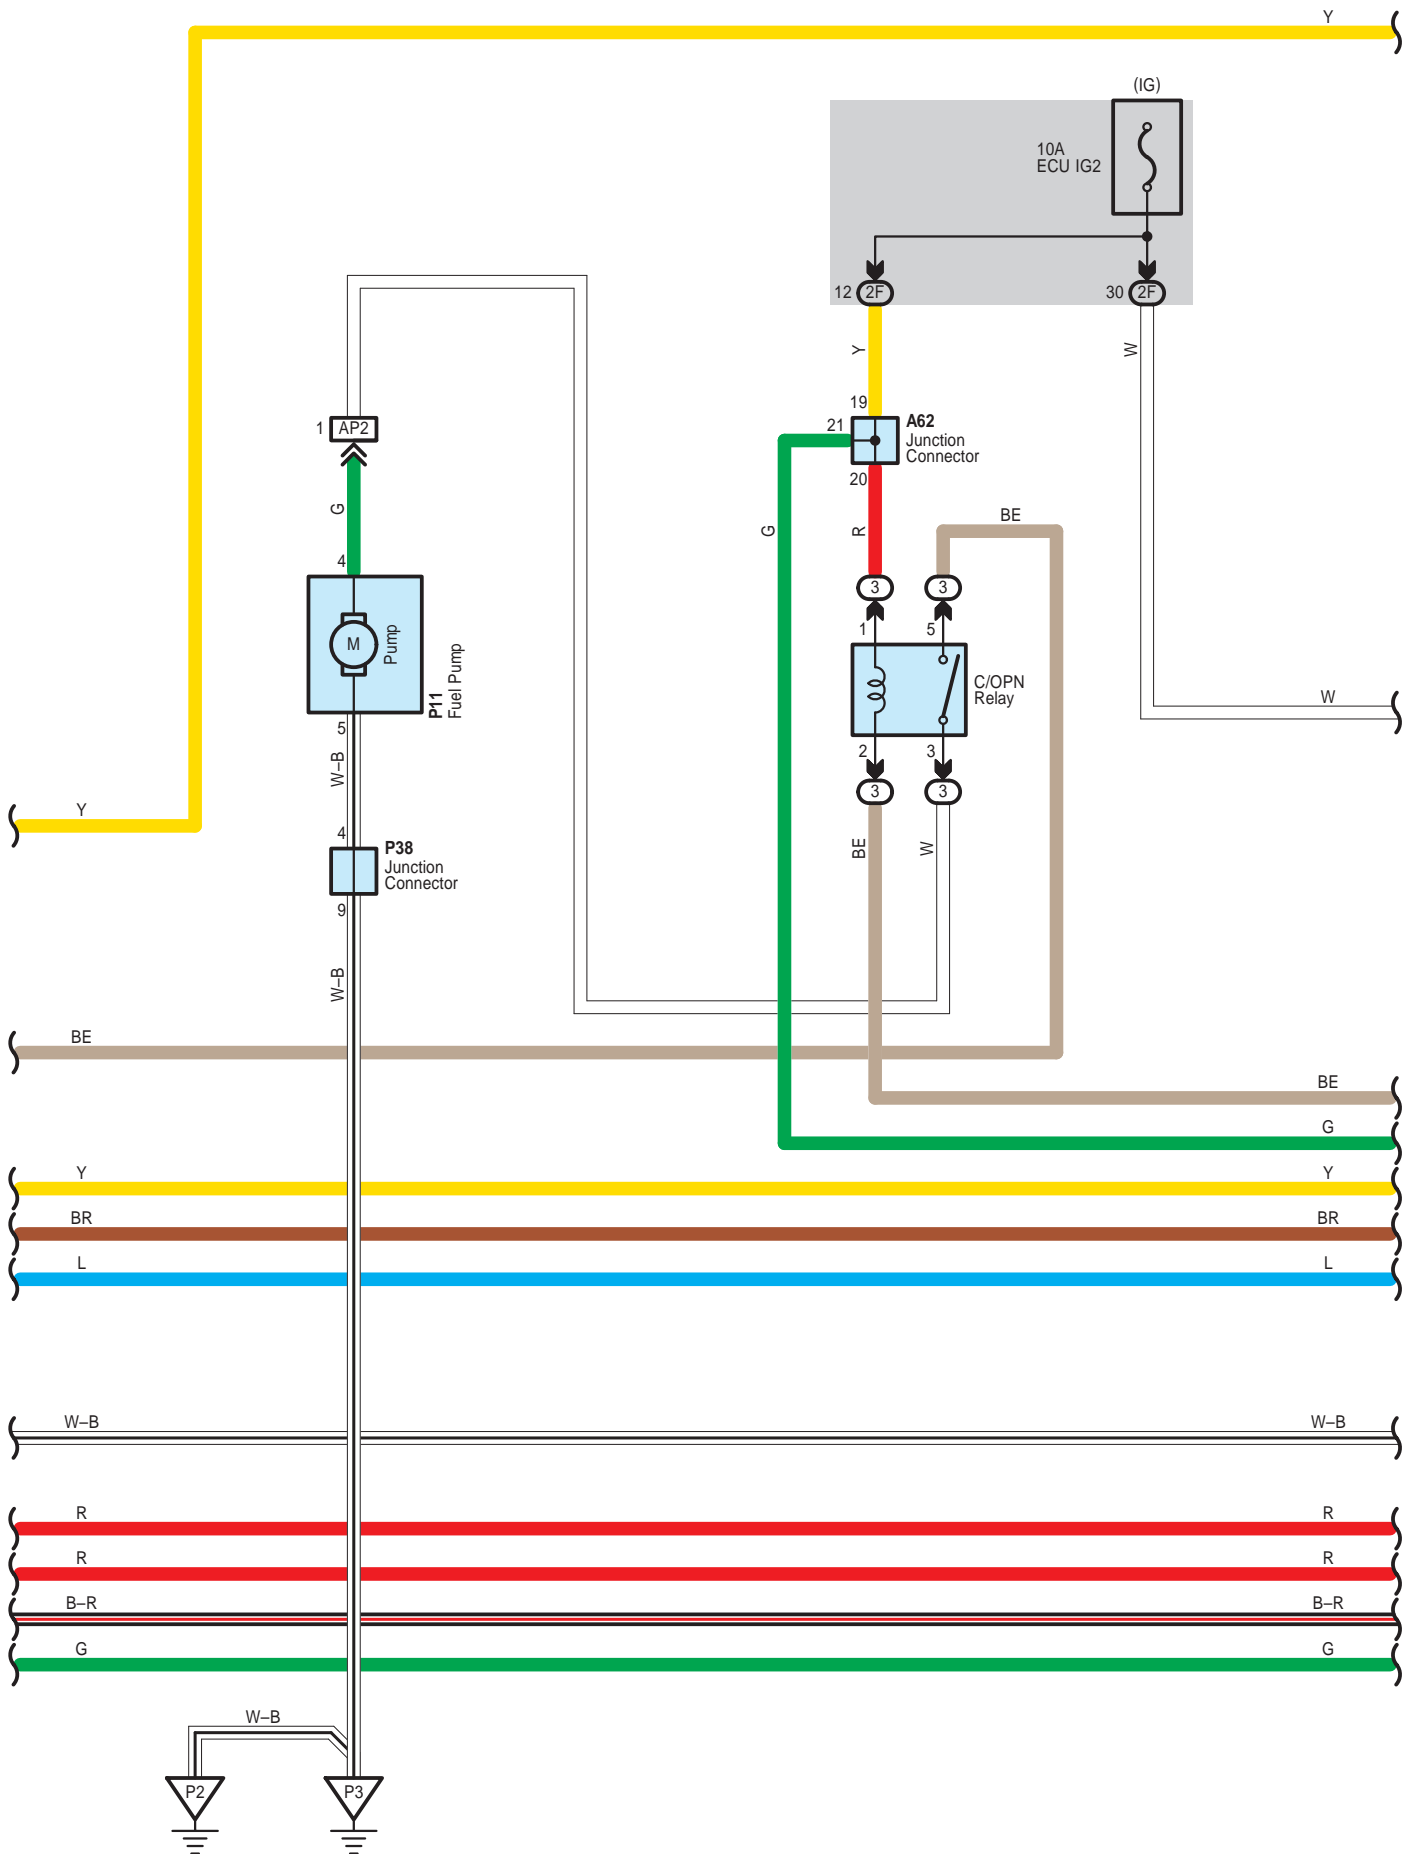 Y
(IG)
10A
ECU IG2
12 2F
30 2F
Y
W
19
1 AP2
21
A62
Junction
Connector
20
G
G
R
BE
4
3
3
1
5
M
Pump
P11
Fuel Pump
C/OPN
Relay
W
5
2
3
W–B
3
3
Y
4
P38
Junction
Connector
BE
W
9
W–B
BE
BE
G
Y
Y
BR
BR
L
L
W–B
W–B
R
R
R
R
B–R
B–R
G
G
W–B
P2
P3